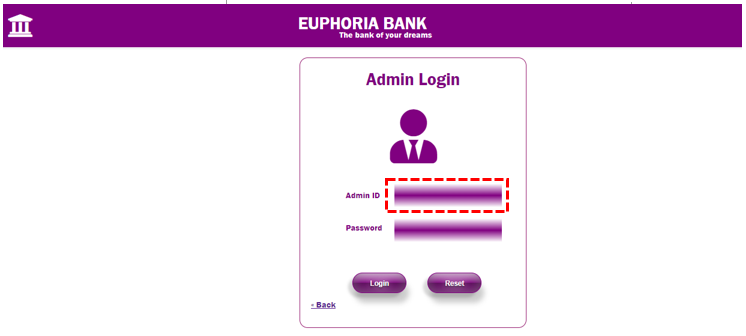 EUPHORIA BANK
The bank of your dreams
Admin Login
Admin ID
Password
Login Reset
< Back